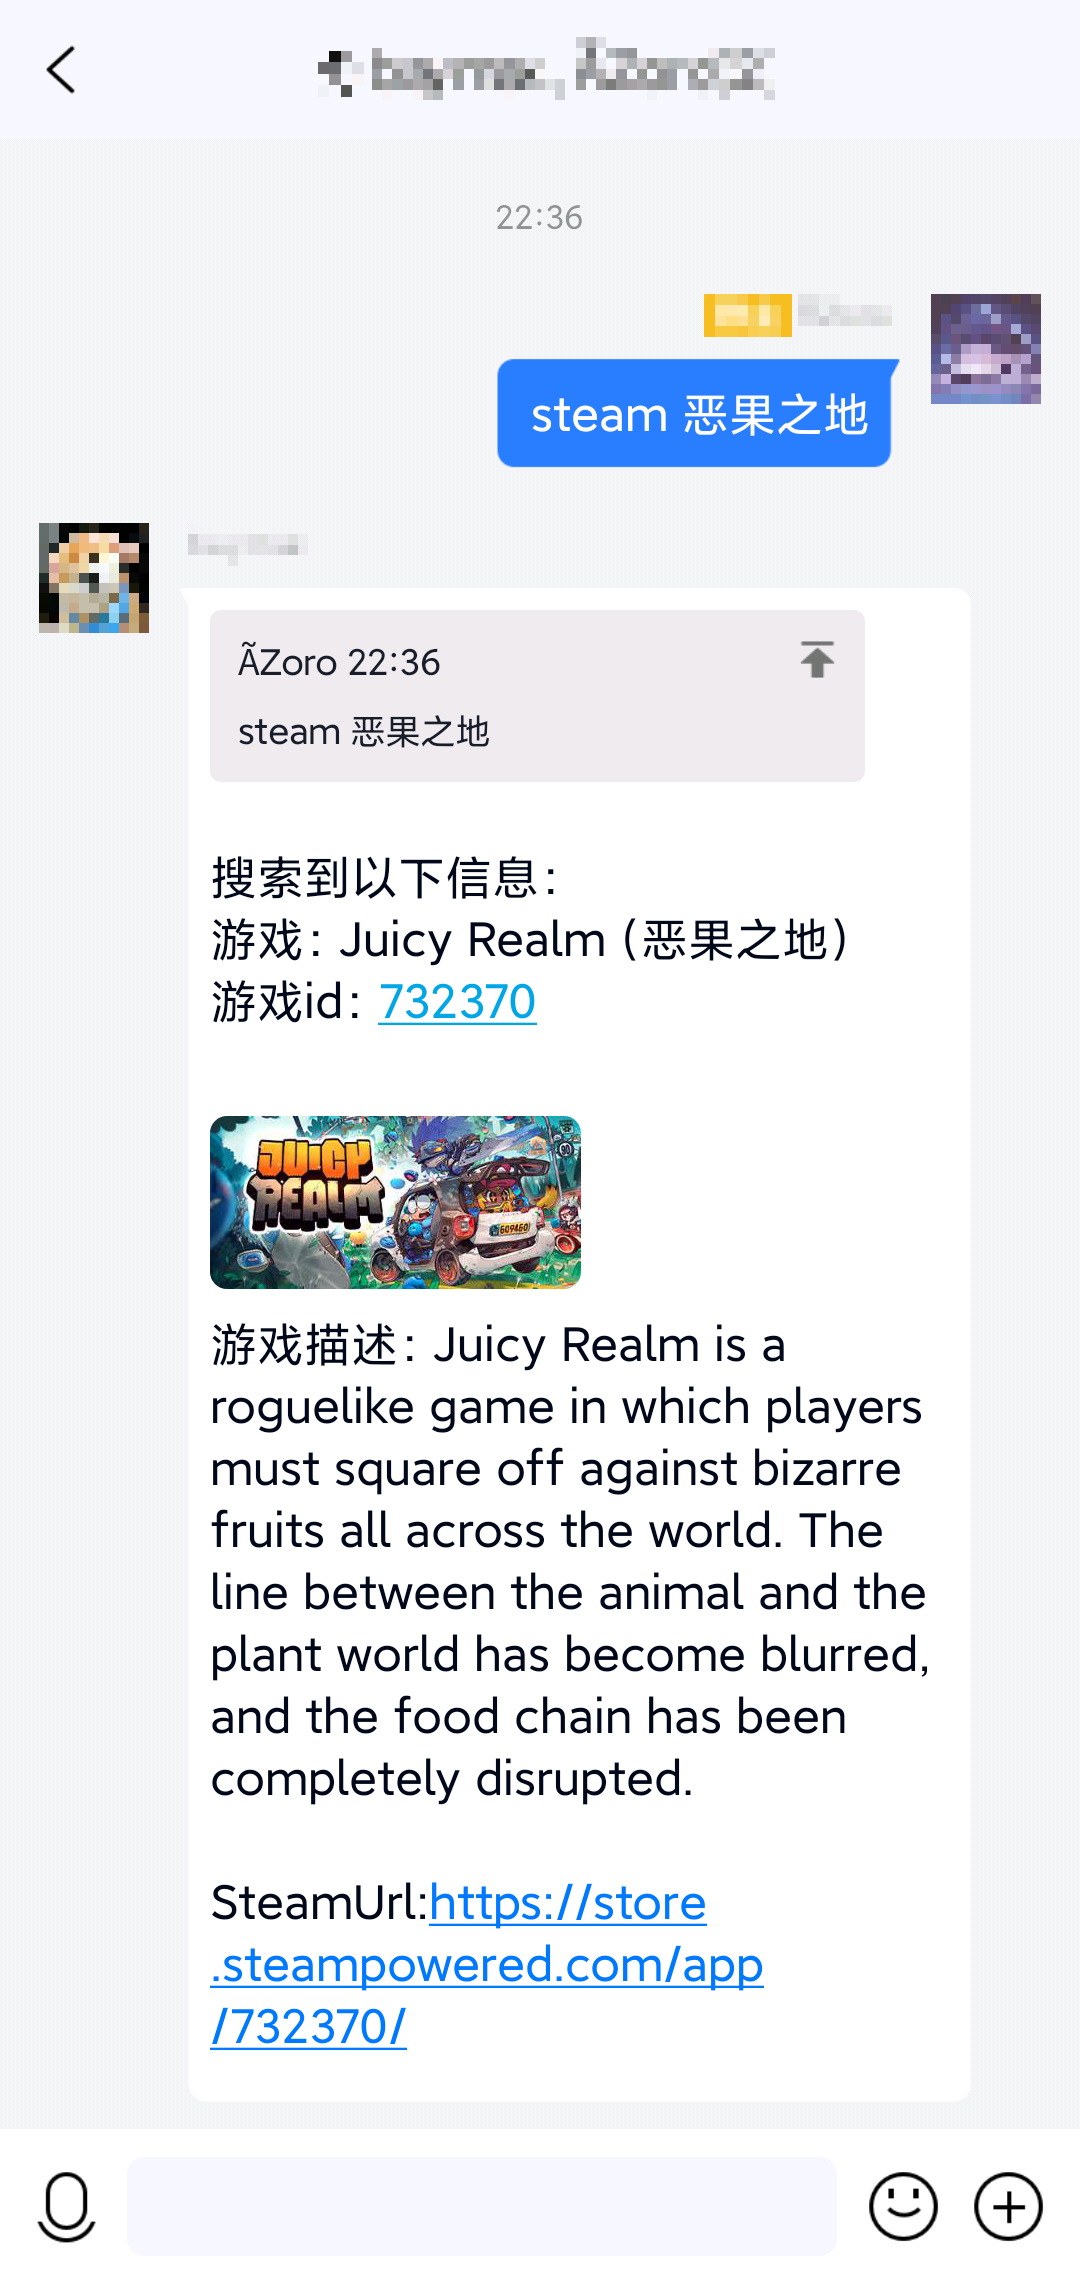 22:36
steam 恶果之地
ÃZoro 22:36
steam 恶果之地
搜索到以下信息：
游戏：Juicy Realm（恶果之地）
游戏id：732370
JUICY
REALM
游戏描述：Juicy Realm is a
roguelike game in which players
must square off against bizarre
fruits all across the world. The
line between the animal and the
plant world has become blurred,
and the food chain has been
completely disrupted.
SteamUrl:https://store
.steampowered.com/app
/732370/